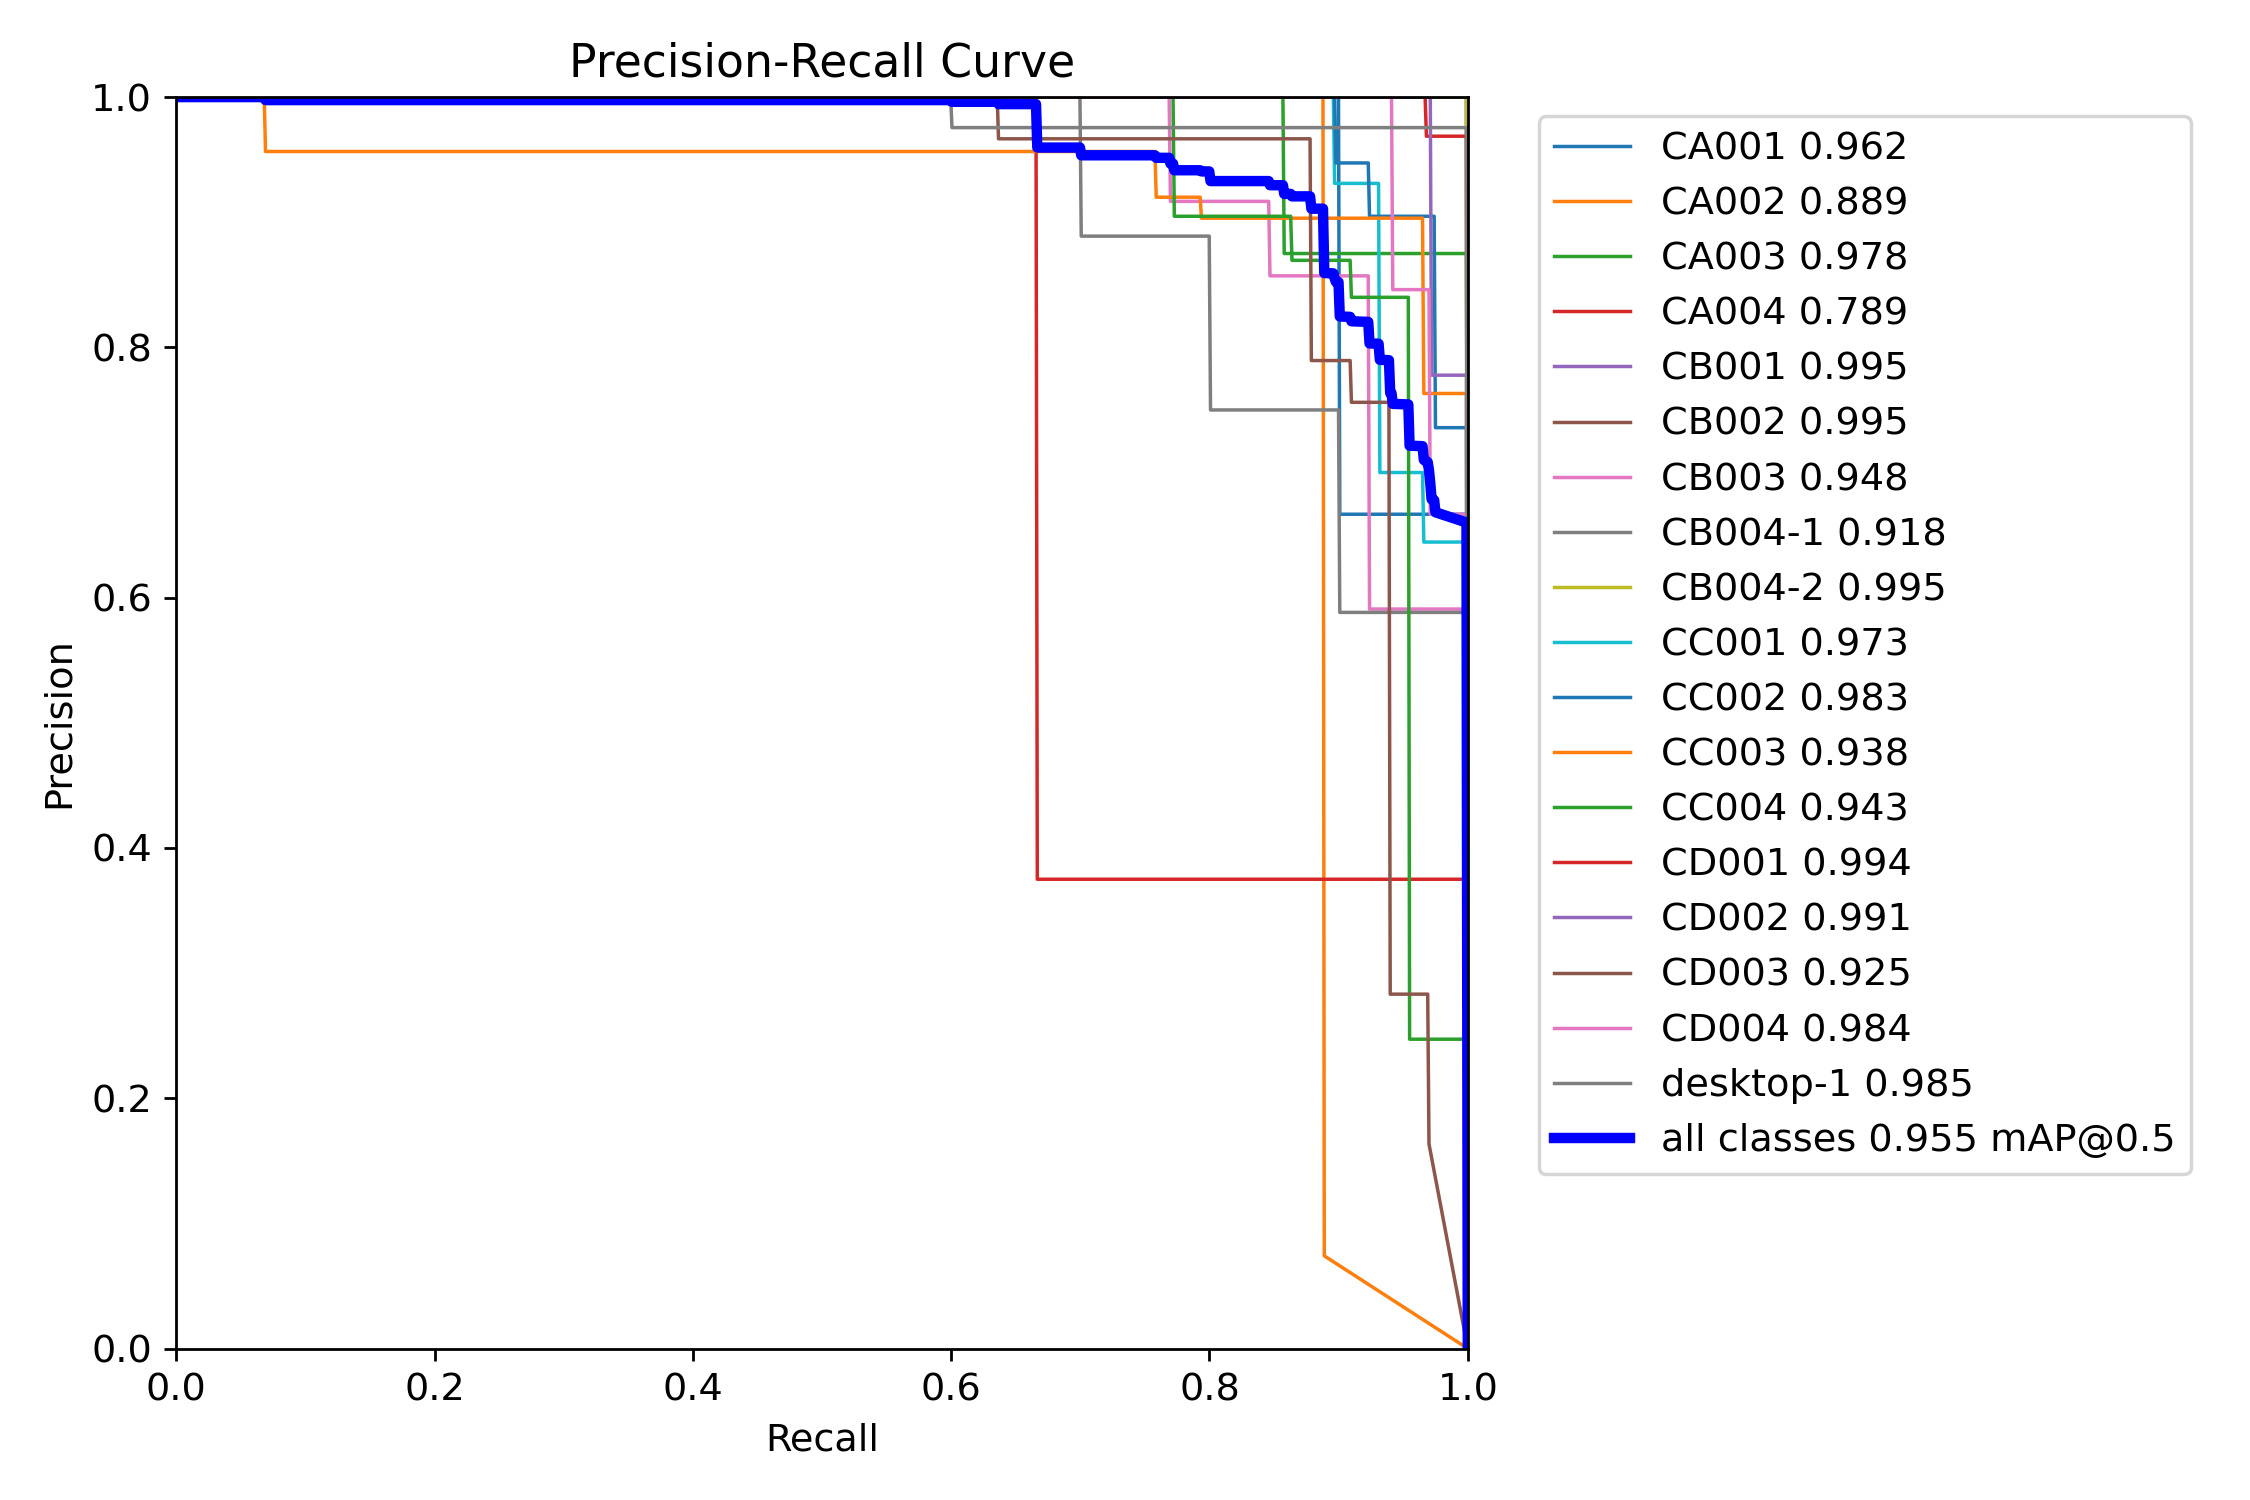 Precision-Recall Curve
1.0
0.8
0.6
0.4
0.2
0.0
Precision
0.0 0.2 0.4 0.6 0.8 1.0
Recall
CA001 0.962
CA002 0.889
CA003 0.978
CA004 0.789
CB001 0.995
CB002 0.995
CB003 0.948
CB004-1 0.918
CB004-2 0.995
CC001 0.973
CC002 0.983
CC003 0.938
CC004 0.943
CD001 0.994
CD002 0.991
CD003 0.925
CD004 0.984
desktop-1 0.985
all classes 0.955 mAP@0.5